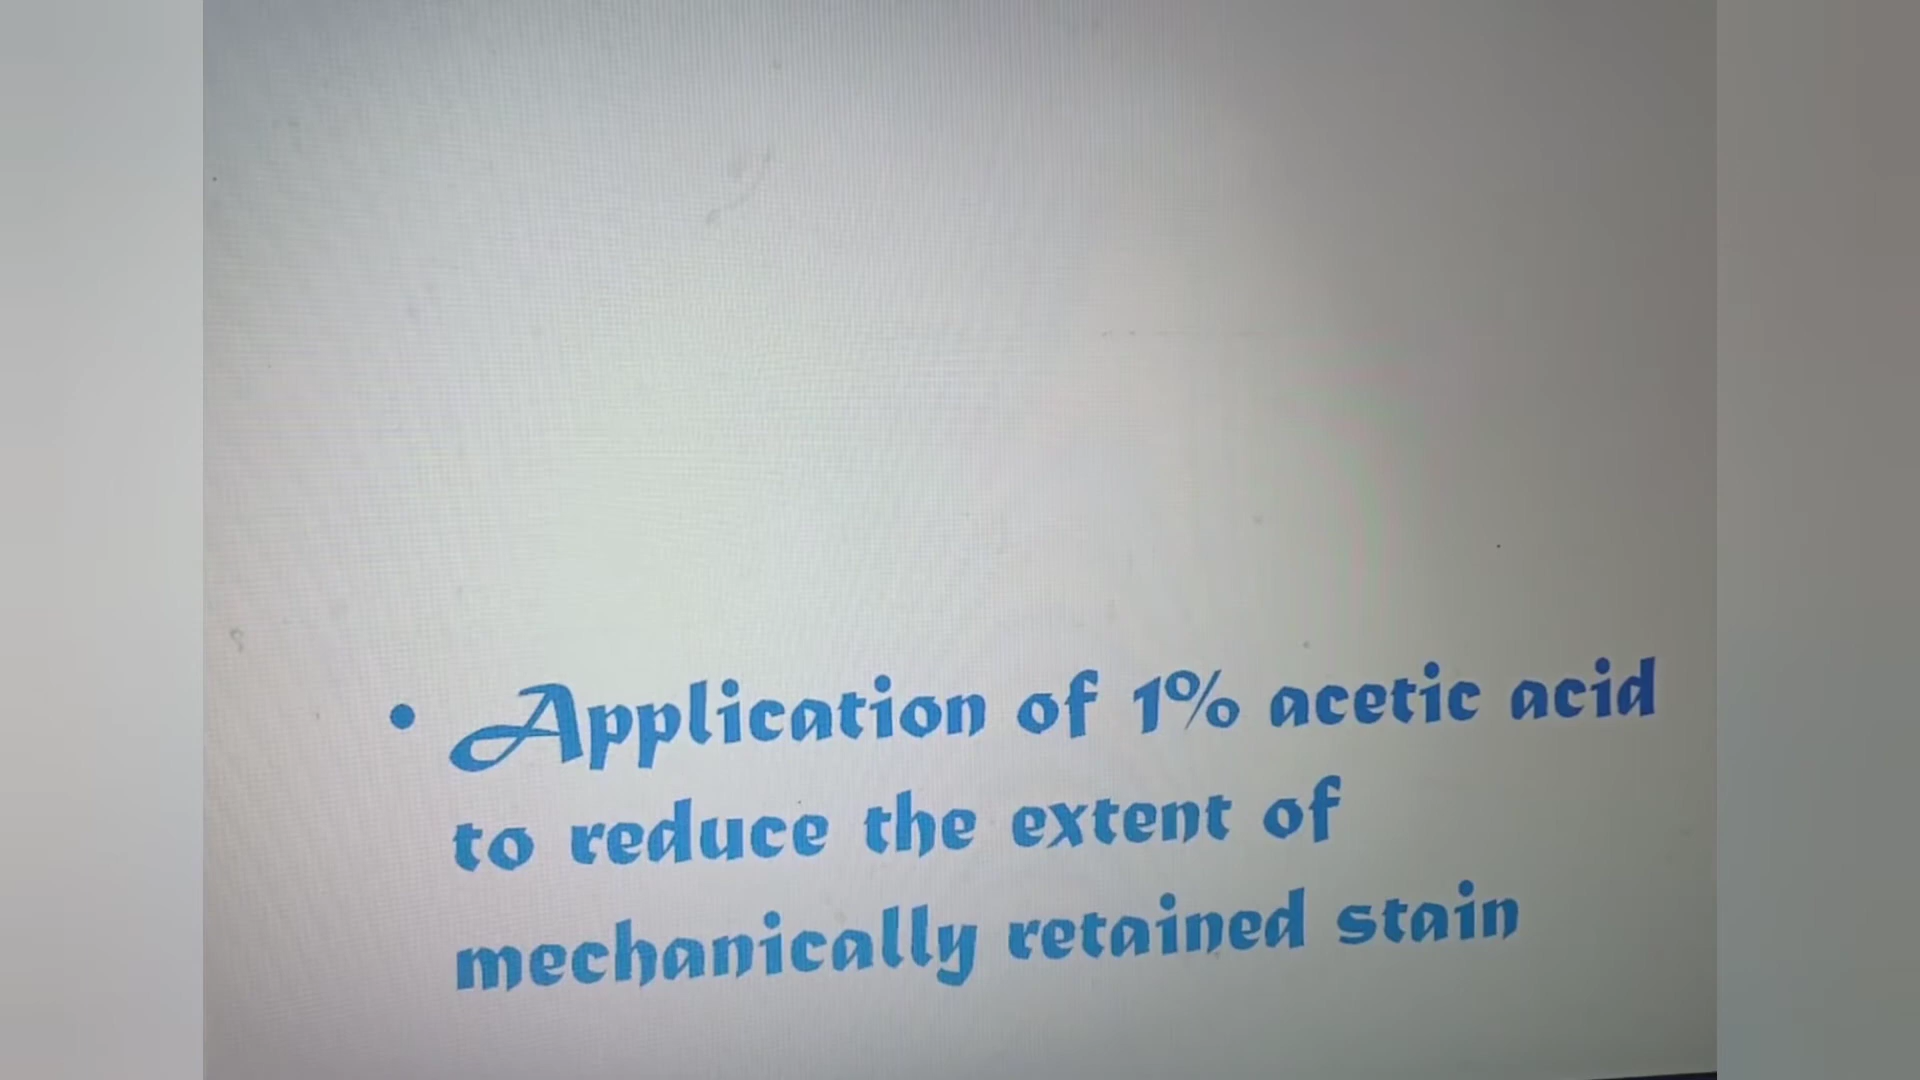 • Application of 1% acetic acid
to reduce the extent of
mechanically retained stain